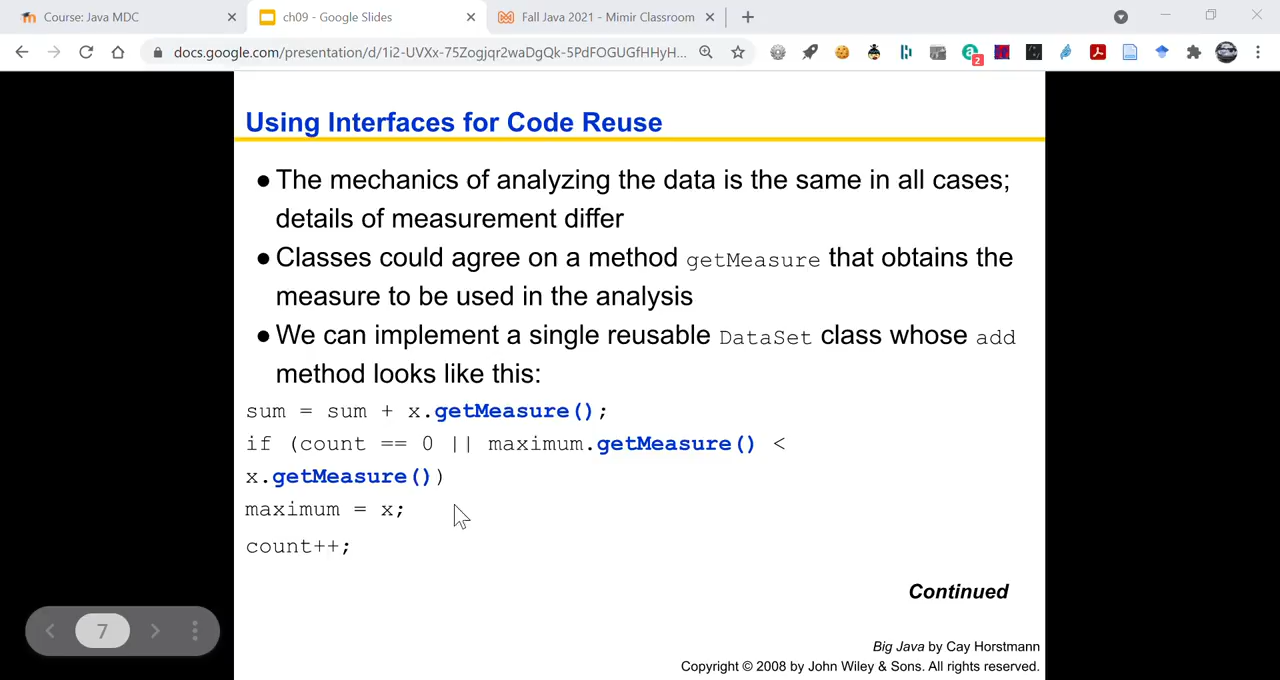 Course: Java MDC
ch09 - Google Slides
Fall Java 2021 - Mimir Classroom
docs.google.com/presentation/d/1i2-UVXx-75Zogjqr2waDgQk-5PdFOGUGfHHyH...
2
Using Interfaces for Code Reuse
● The mechanics of analyzing the data is the same in all cases;
details of measurement differ
● Classes could agree on a method getMeasure that obtains the
measure to be used in the analysis
● We can implement a single reusable DataSet class whose add
method looks like this:
sum = sum + x.getMeasure();
if (count == 0 || maximum.getMeasure() <
x.getMeasure())
maximum = x;
count++;
Continued
7
Big Java by Cay Horstmann
Copyright © 2008 by John Wiley & Sons. All rights reserved.